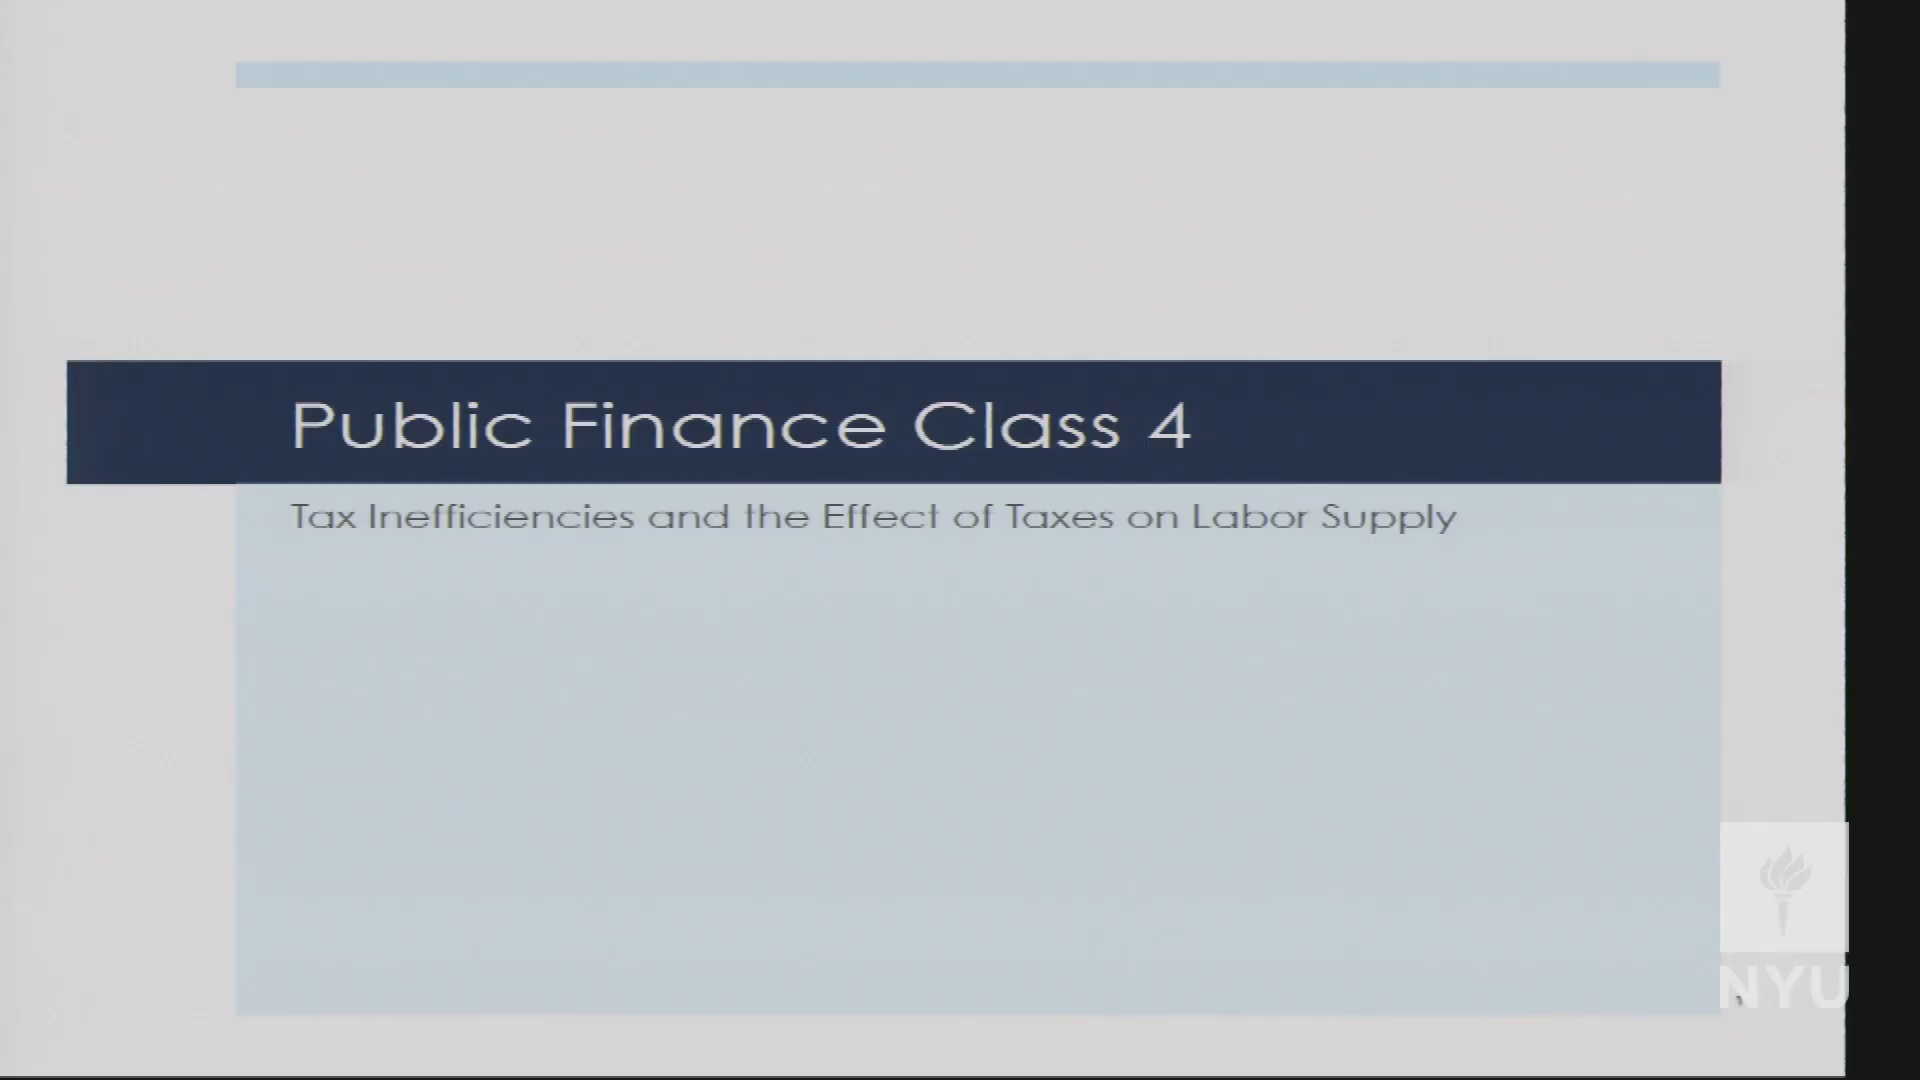 Public Finance Class 4
Tax Inefficiencies and the Effect of Taxes on Labor Supply
NYU